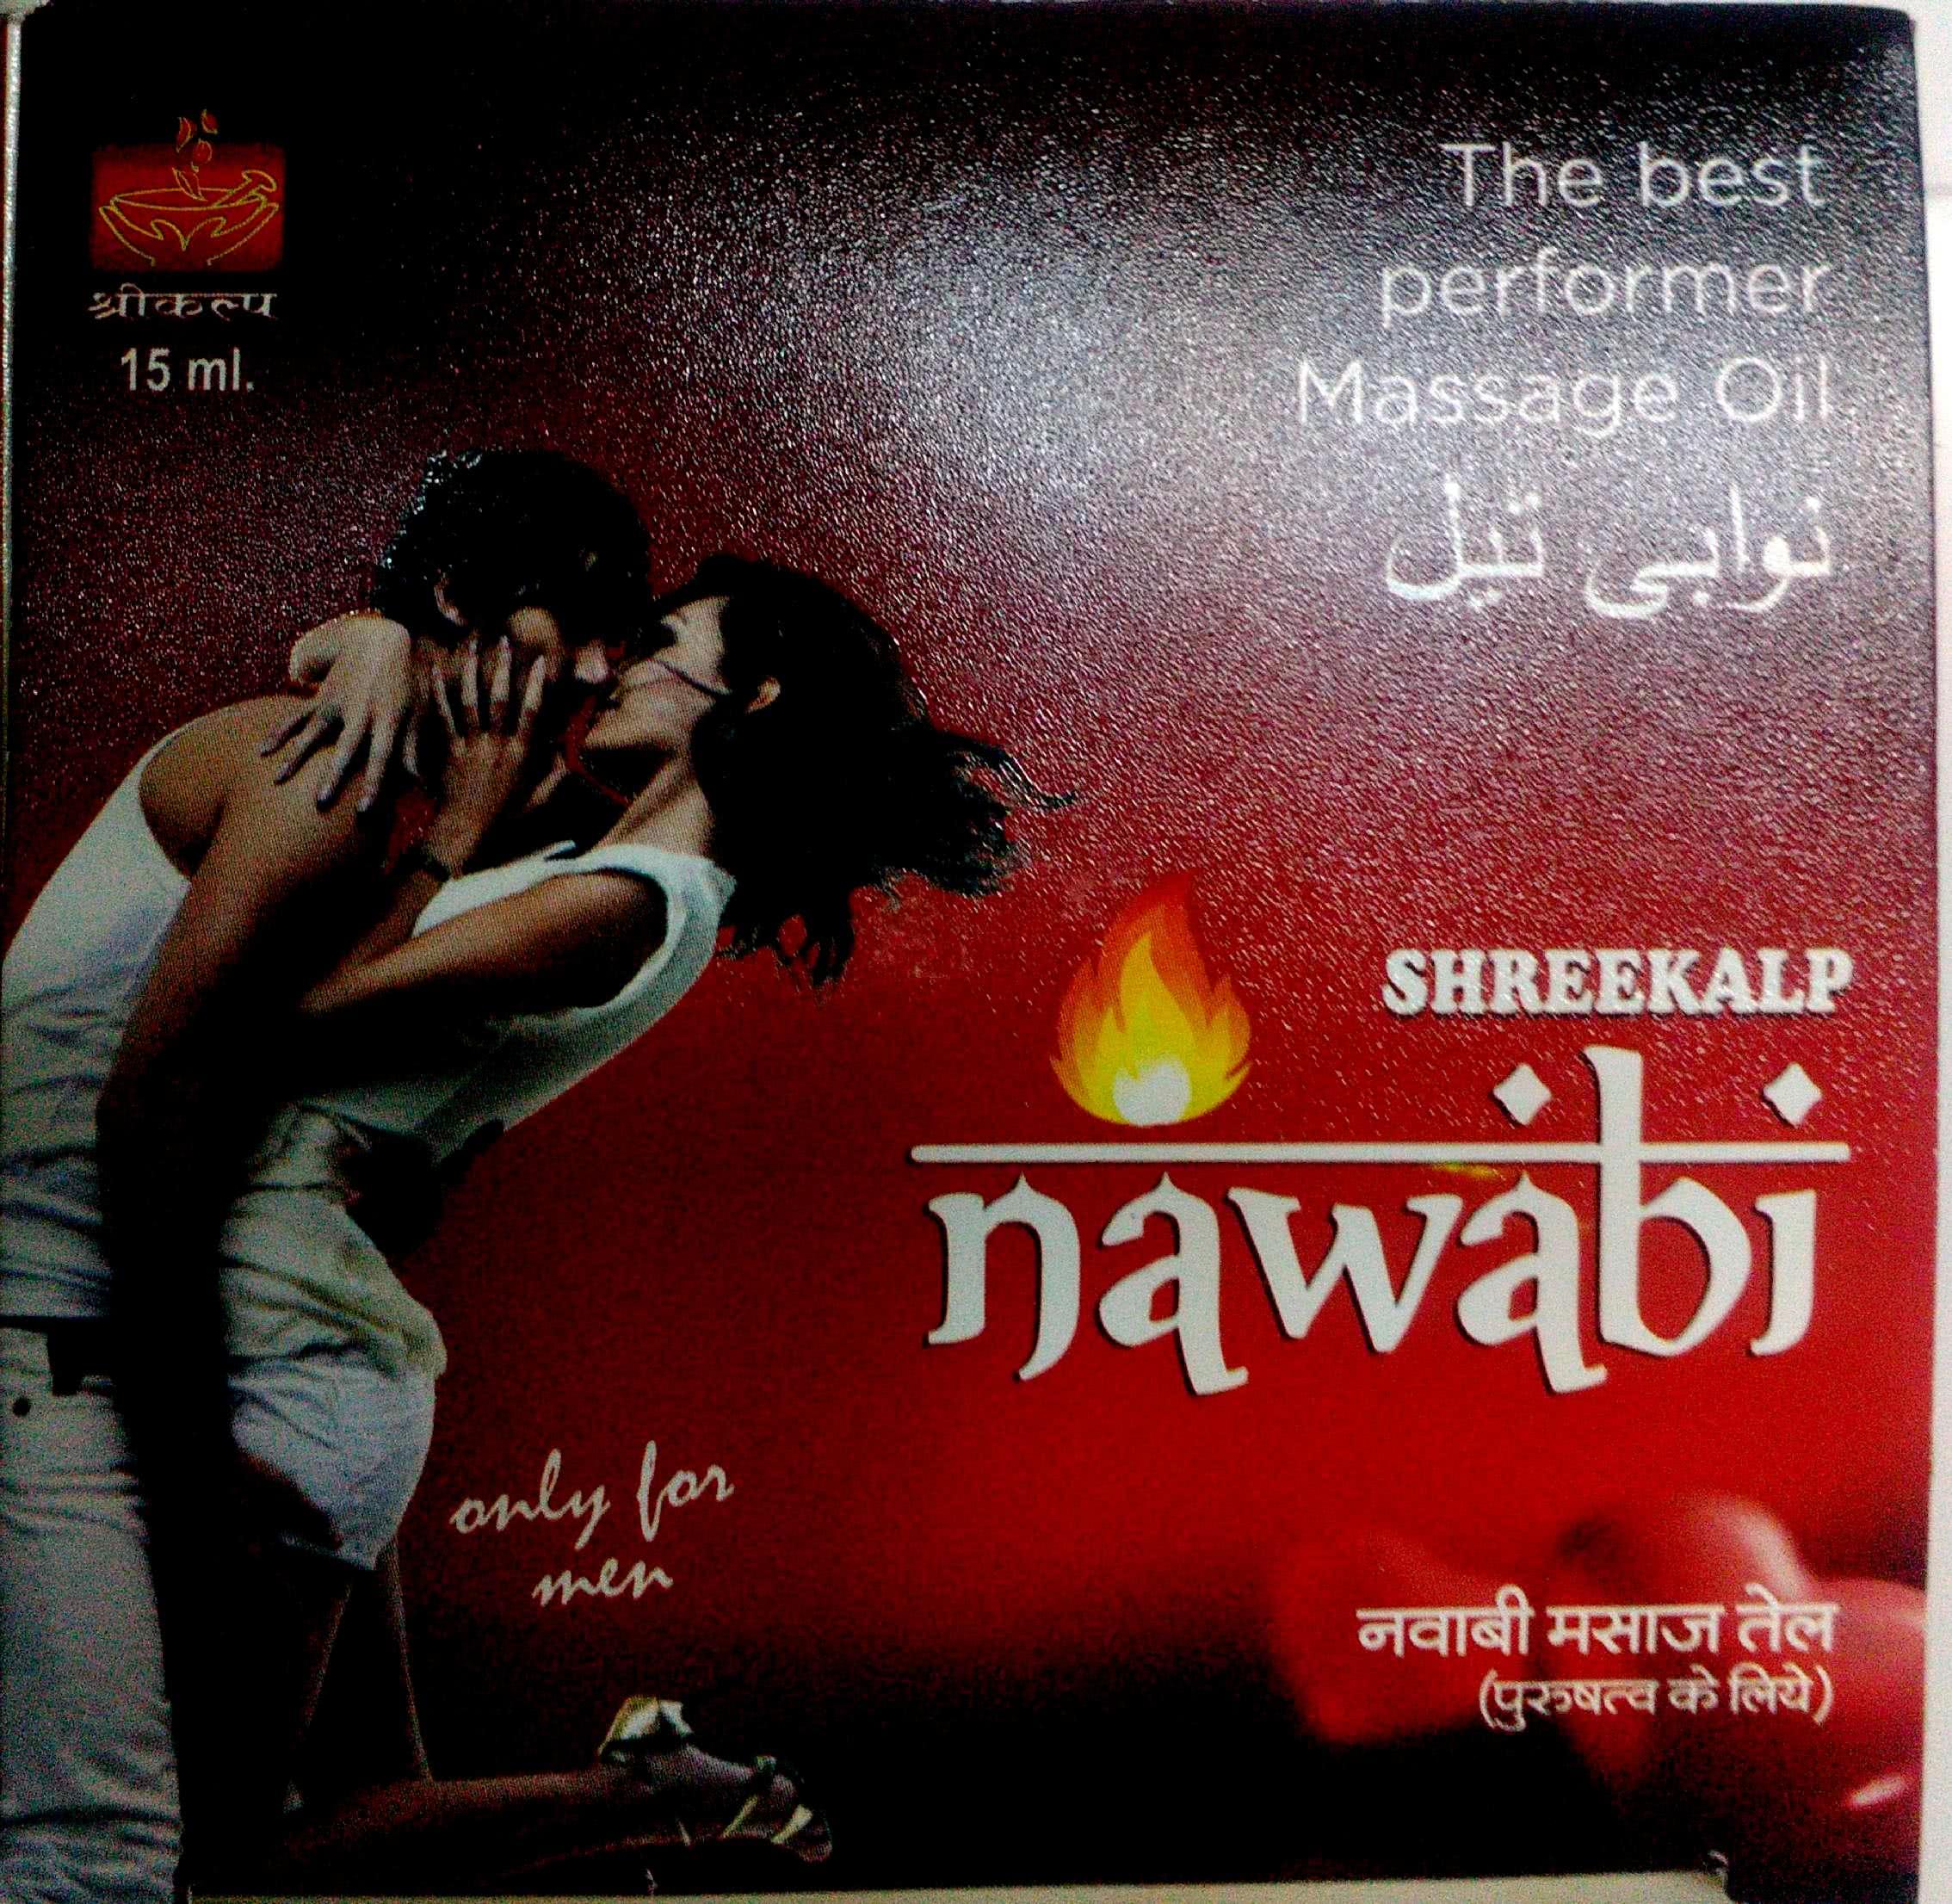 श्रीकल्प
15 ml.
The best
performer
Massage Oil
نوابی تیل
SHREEKALP
nawabi
only for
men
नवाबी मसाज तेल
(पुरुषत्व के लिये)